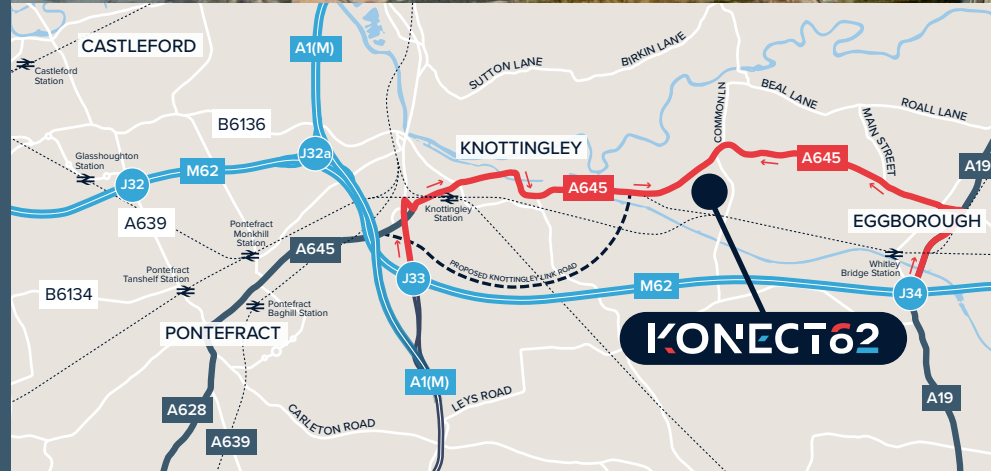 CASTLEFORD
A1(M)
Castleford
Station
SUTTON LANE
BIRKIN LANE
COMMON LN
BEAL LANE
ROALL LANE
MAIN STREET
B6136
KNOTTINGLEY
J32a
A645
A19
Glasshoughton
Station
M62
J32
A645
Knottingley
Station
A639
Pontefract
Monkhill
Station
A645
EGGBOROUGH
Whitley
Bridge Station
Pontefract
Tanshelf Station
PROPOSED KNOTTINGLEY LINK ROAD
J33
M62
J34
B6134
Pontefract
Baghill Station
PONTEFRACT
KONECT62
A1(M)
LEYS ROAD
A19
A628
CARLETON ROAD
A639